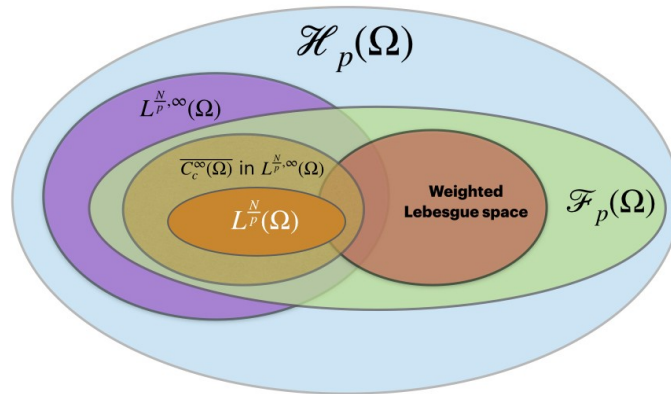 ℋ_p(Ω)
L^{N/p,∞}(Ω)
\overline{C_c^∞(Ω)} in L^{N/p,∞}(Ω)
L^{N/p}(Ω)
Weighted
Lebesgue space
ℱ_p(Ω)